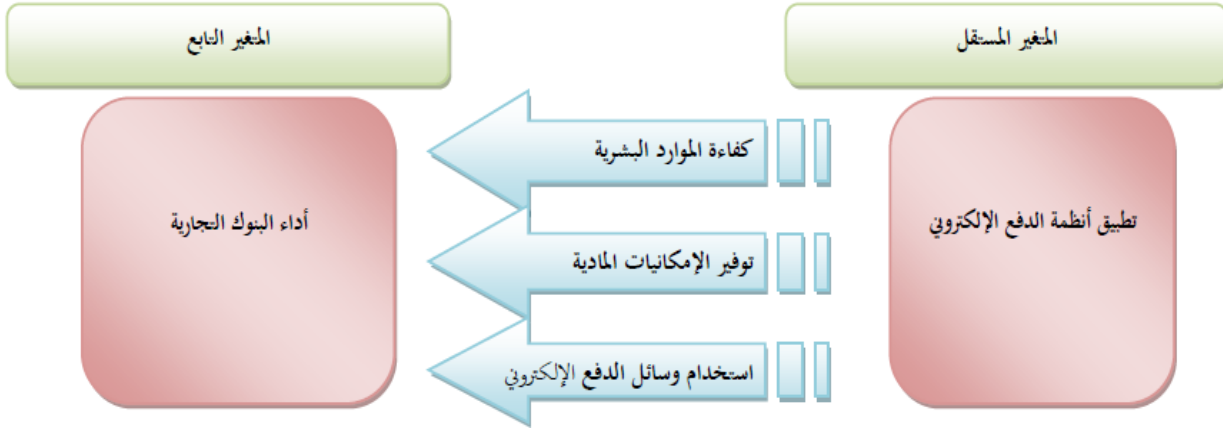 المتغير المستقل
المتغير التابع
تطبيق أنظمة الدفع الإلكتروني
كفاءة الموارد البشرية
توفير الإمكانيات المادية
استخدام وسائل الدفع الإلكتروني
أداء البنوك التجارية